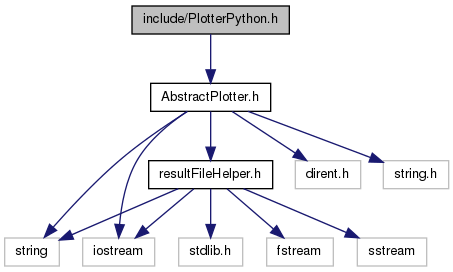 include/PlotterPython.h
AbstractPlotter.h
resultFileHelper.h
dirent.h
string.h
string
iostream
stdlib.h
fstream
sstream